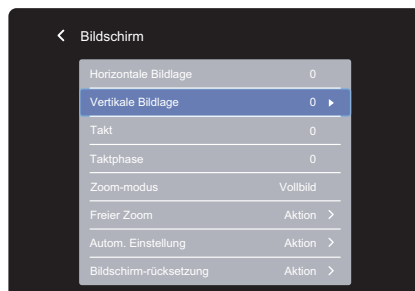 Bildschirm
Horizontale Bildlage 0
Vertikale Bildlage 0
Takt 0
Taktphase 0
Zoom-modus Vollbild
Freier Zoom Aktion
Autom. Einstellung Aktion
Bildschirm-rücksetzung Aktion